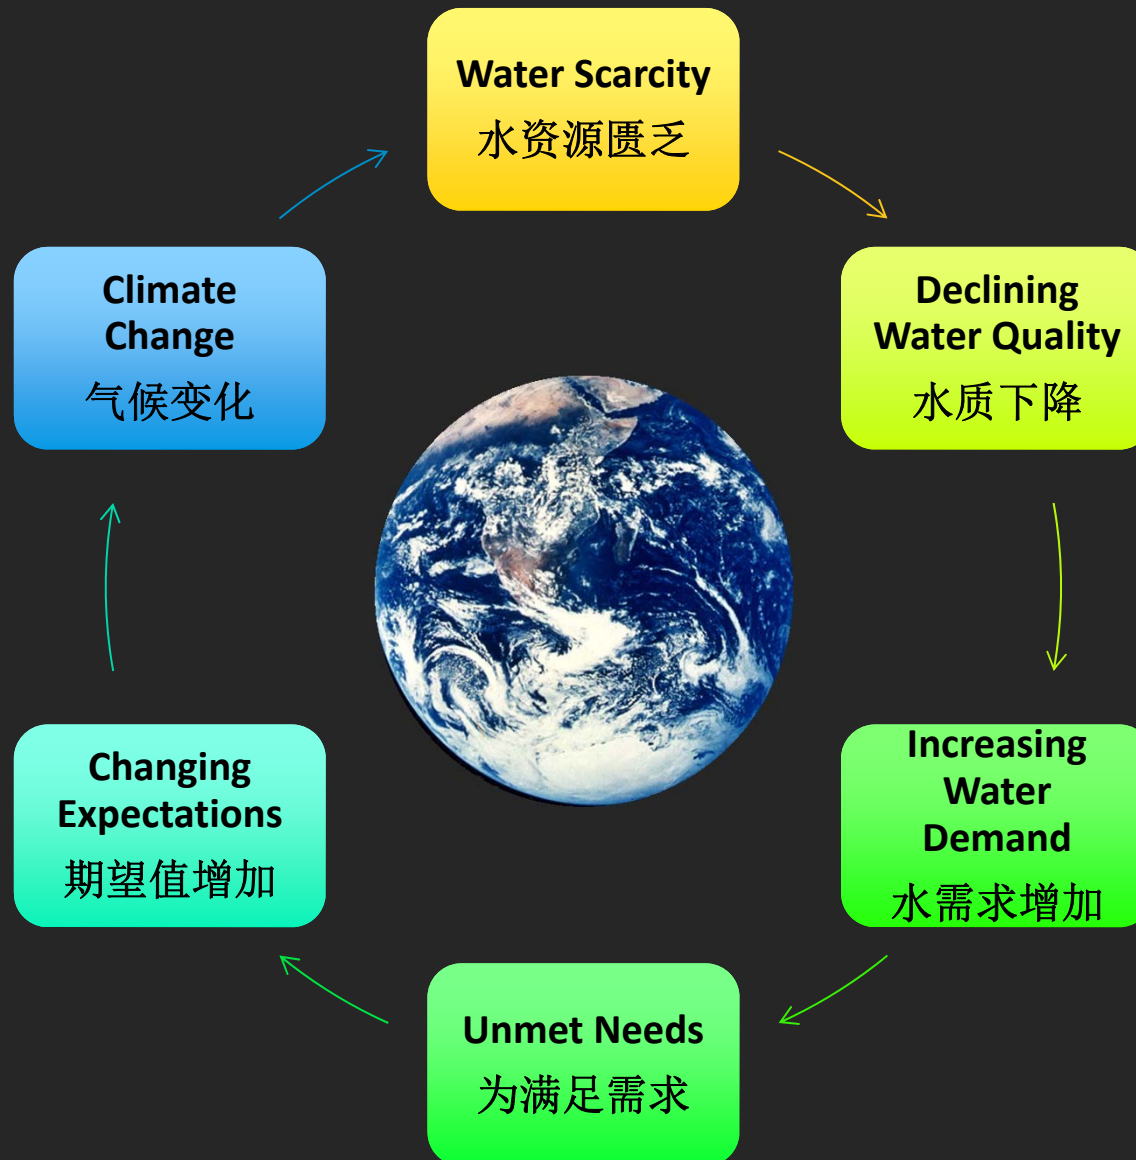 Water Scarcity
水资源匮乏
Declining
Water Quality
水质下降
Increasing
Water
Demand
水需求增加
Unmet Needs
为满足需求
Changing
Expectations
期望值增加
Climate
Change
气候变化